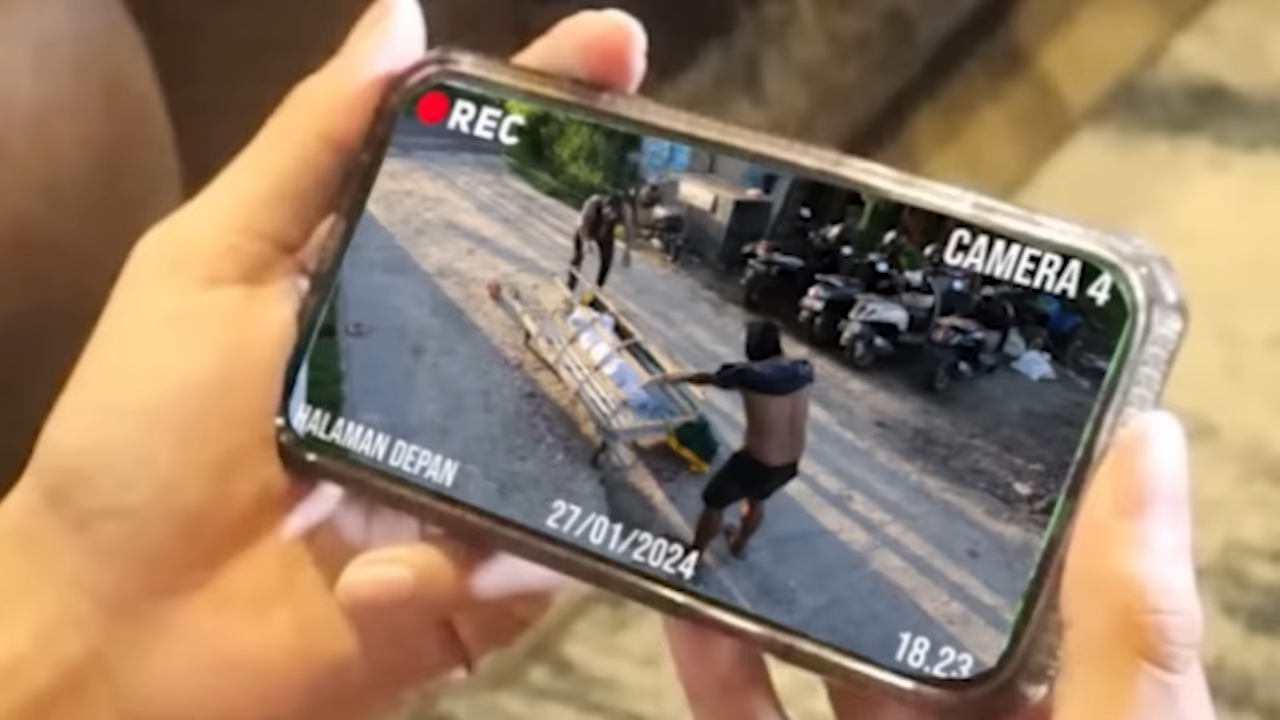 REC
CAMERA 4
HALAMAN DEPAN
27/01/2024
18.23